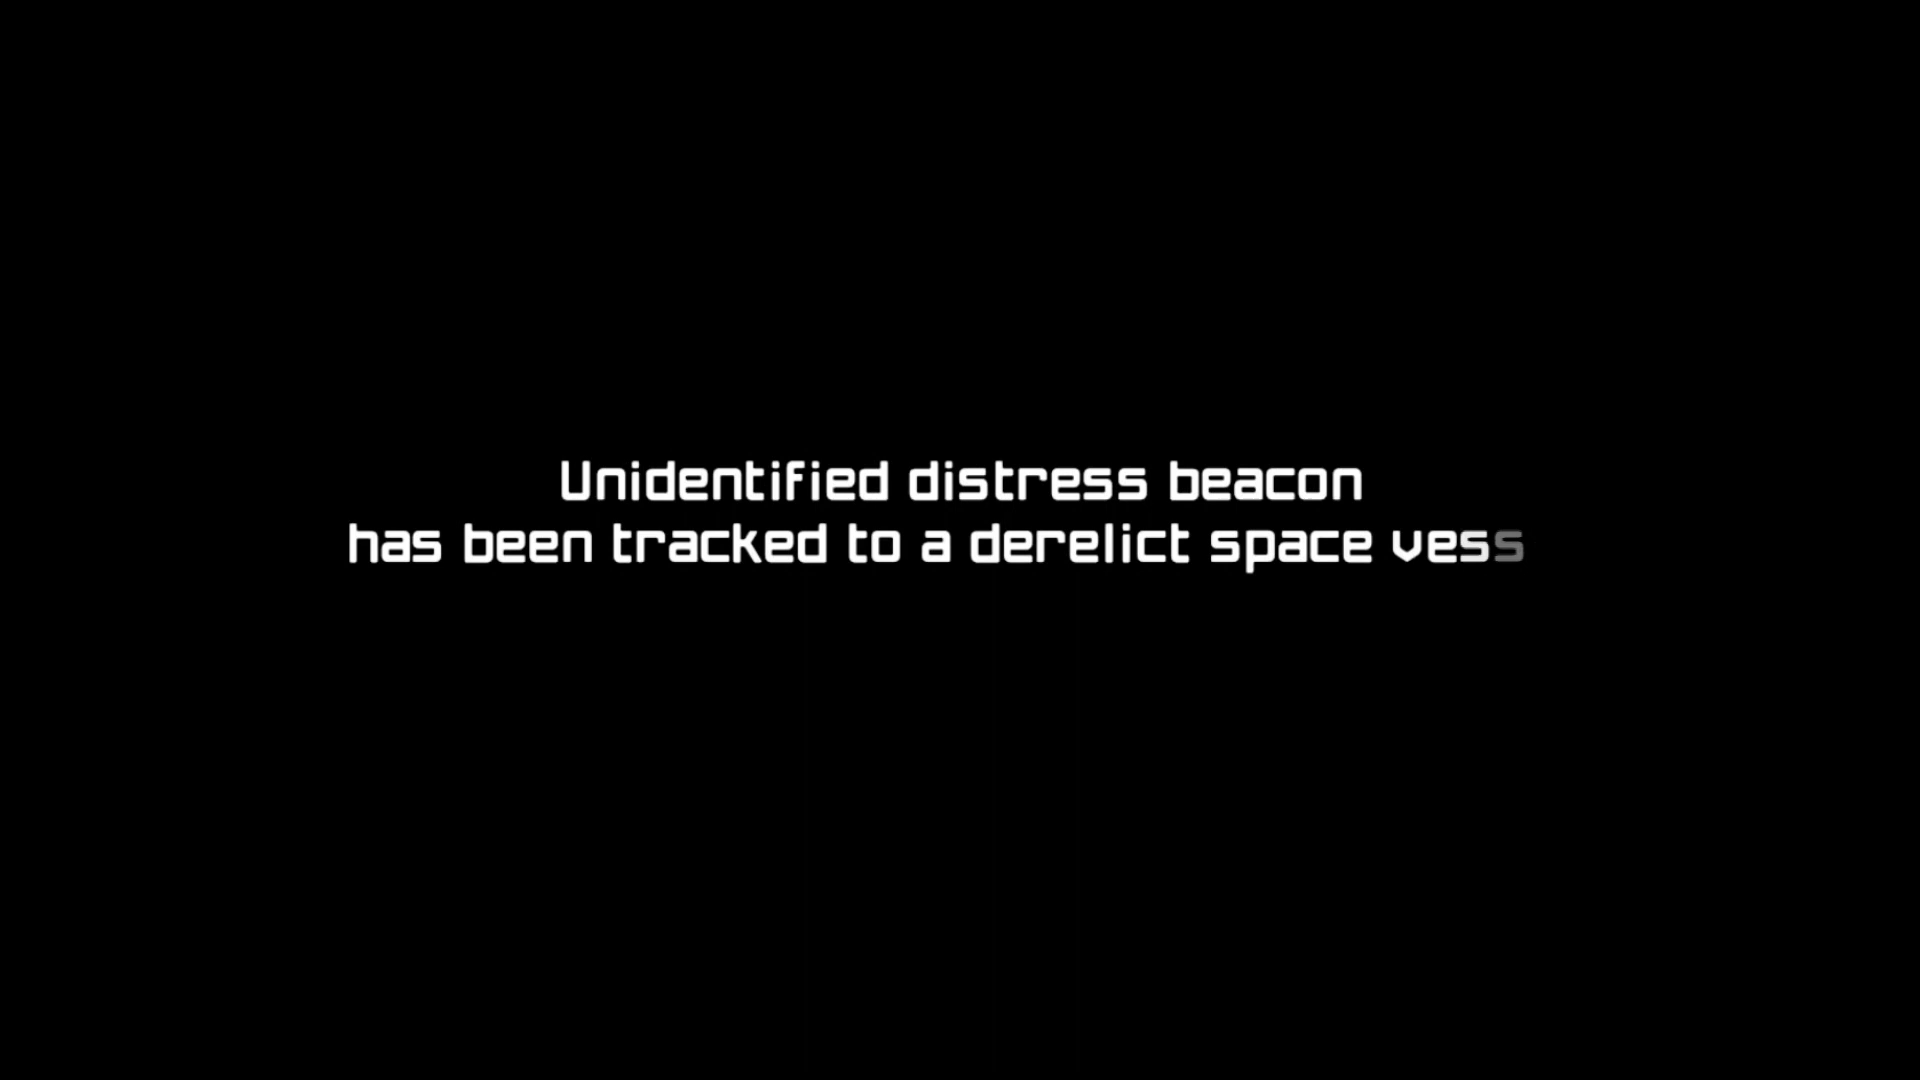 Unidentified distress beacon
has been tracked to a derelict space vess